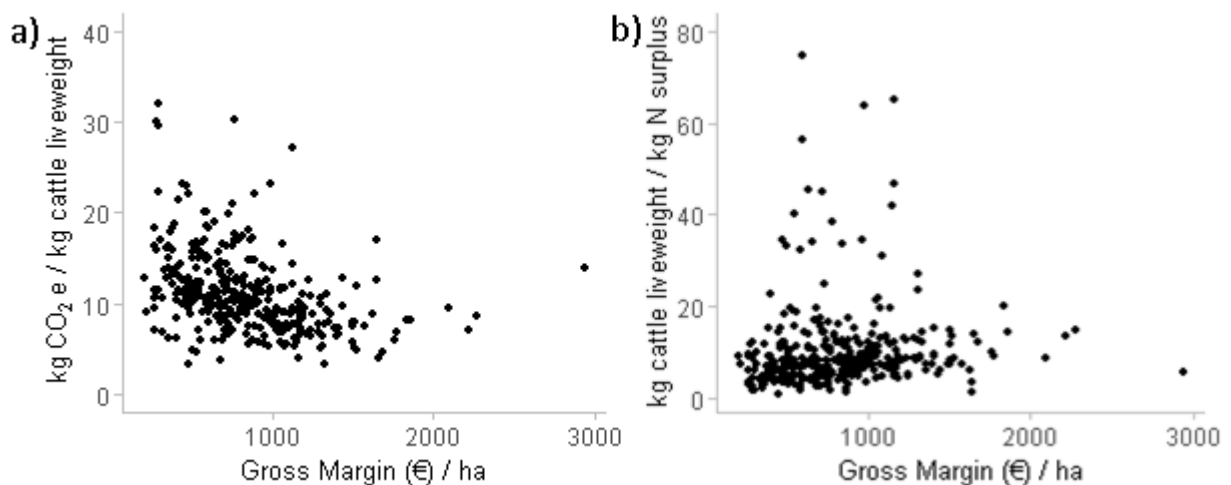 a)
kg CO2 e / kg cattle liveweight
40
30
20
10
0
1000
2000
3000
Gross Margin (€) / ha
b)
kg cattle liveweight / kg N surplus
80
60
40
20
0
1000
2000
3000
Gross Margin (€) / ha